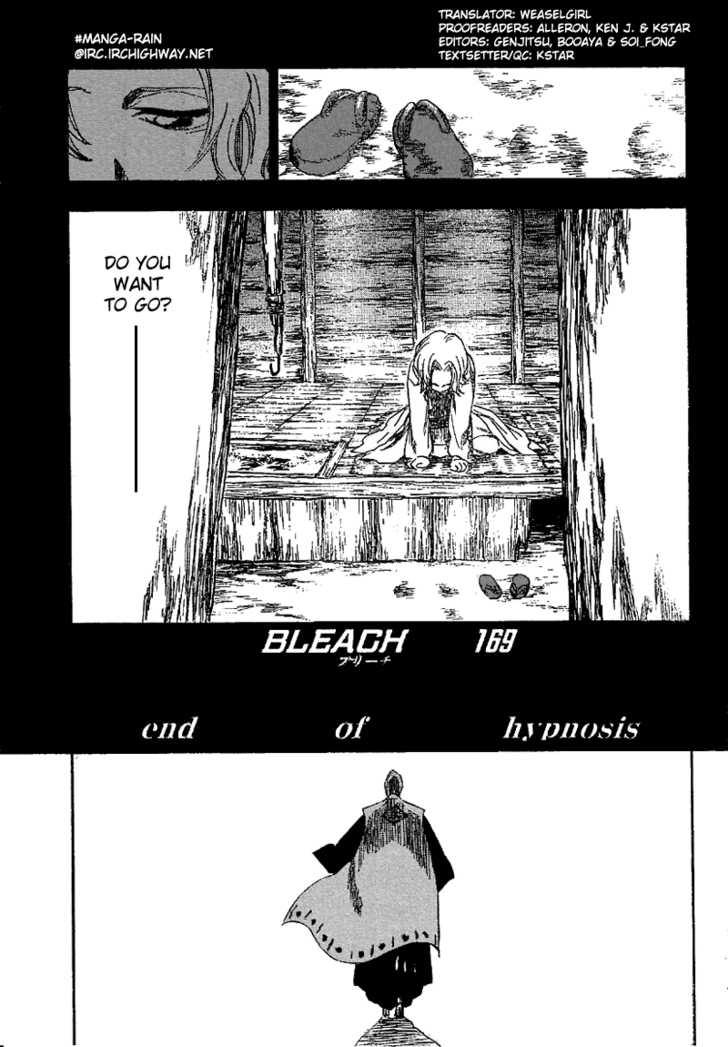 #MANGA-RAIN
@IRC.IRCHIGHWAY.NET
TRANSLATOR: WEASELGIRL
PROOFREADERS: ALLERON, KEN J. & KSTAR
EDITORS: GENJITSU, BOOAYA & SOI_FONG
TEXTSETTER/QC: KSTAR
DO YOU
WANT
TO GO?
BLEACH 169
ブリーチ
end of hypnosis